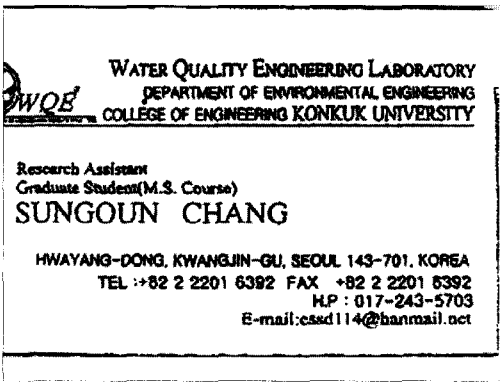 WATER QUALITY ENGINEERING LABORATORY
WQE
DEPARTMENT OF ENVIRONMENTAL ENGINEERING
COLLEGE OF ENGINEERING KONKUK UNIVERSITY
Research Assistant
Graduate Student(M.S. Course)
SUNGOUN CHANG
HWAYANG-DONG, KWANGJIN-GU, SEOUL 143-701, KOREA
TEL :+82 2 2201 6392 FAX +82 2 2201 6392
H.P : 017-243-5703
E-mail:essd114@hanmail.net